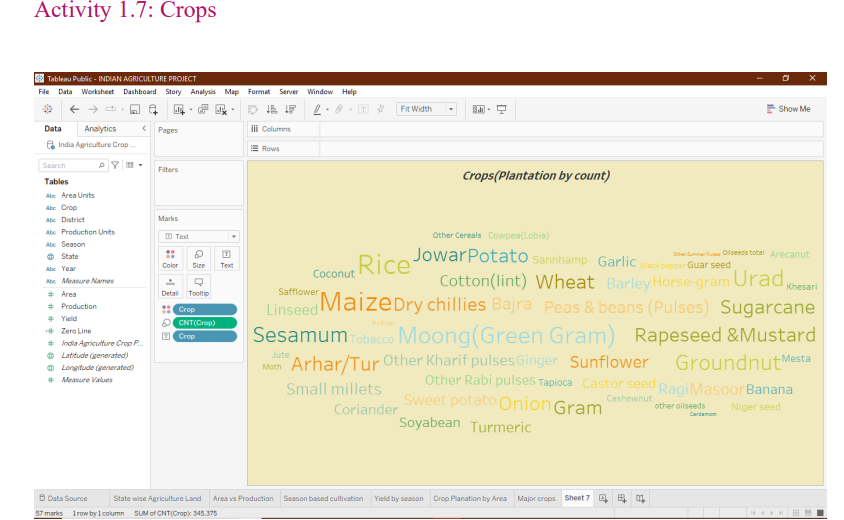 Activity 1.7: Crops
Tableau Public - INDIAN AGRICULTURE PROJECT
File Data Worksheet Dashboard Story Analysis Map Format Server Window Help
Fit Width
Show Me
Data Analytics
India Agriculture Crop ...
Search
Tables
Abc Area Units
Abc Crop
Abc District
Abc Production Units
Abc Season
State
Abc Year
Abc Measure Names
# Area
# Production
# Yield
Zero Line
# India Agriculture Crop P...
Latitude (generated)
Longitude (generated)
# Measure Values
Pages
Filters
Marks
Text
Color Size Text
Detail Tooltip
Crop
CNT(Crop)
Crop
Columns
Rows
Crops(Plantation by count)
Other Cereals Cowpea(Lobia)
Rice Jowar Potato Sannhamp Garlic Black pepper Other Summer Pulses Guar seed Oilseeds total Arecanut
Coconut Cotton(lint) Wheat Barley Horse-gram Urad Khesari
Safflower Linseed Maize Dry chillies Bajra Peas & beans (Pulses) Sugarcane
Sesamum Tobacco Moong(Green Gram) Rapeseed &Mustard
Jute Moth Arhar/Tur Other Kharif pulses Ginger Sunflower Groundnut Mesta
Small millets Other Rabi pulses Tapioca Castor seed Ragi Masoor Banana
Coriander Sweet potato Onion Gram Cashewnut other oilseeds Cardamom Niger seed
Soyabean Turmeric
Data Source State wise Agriculture Land Area vs Production Season based cultivation Yield by season Crop Planation by Area Major crops Sheet 7
57 marks 1 row by 1 column SUM of CNT(Crop): 345,375